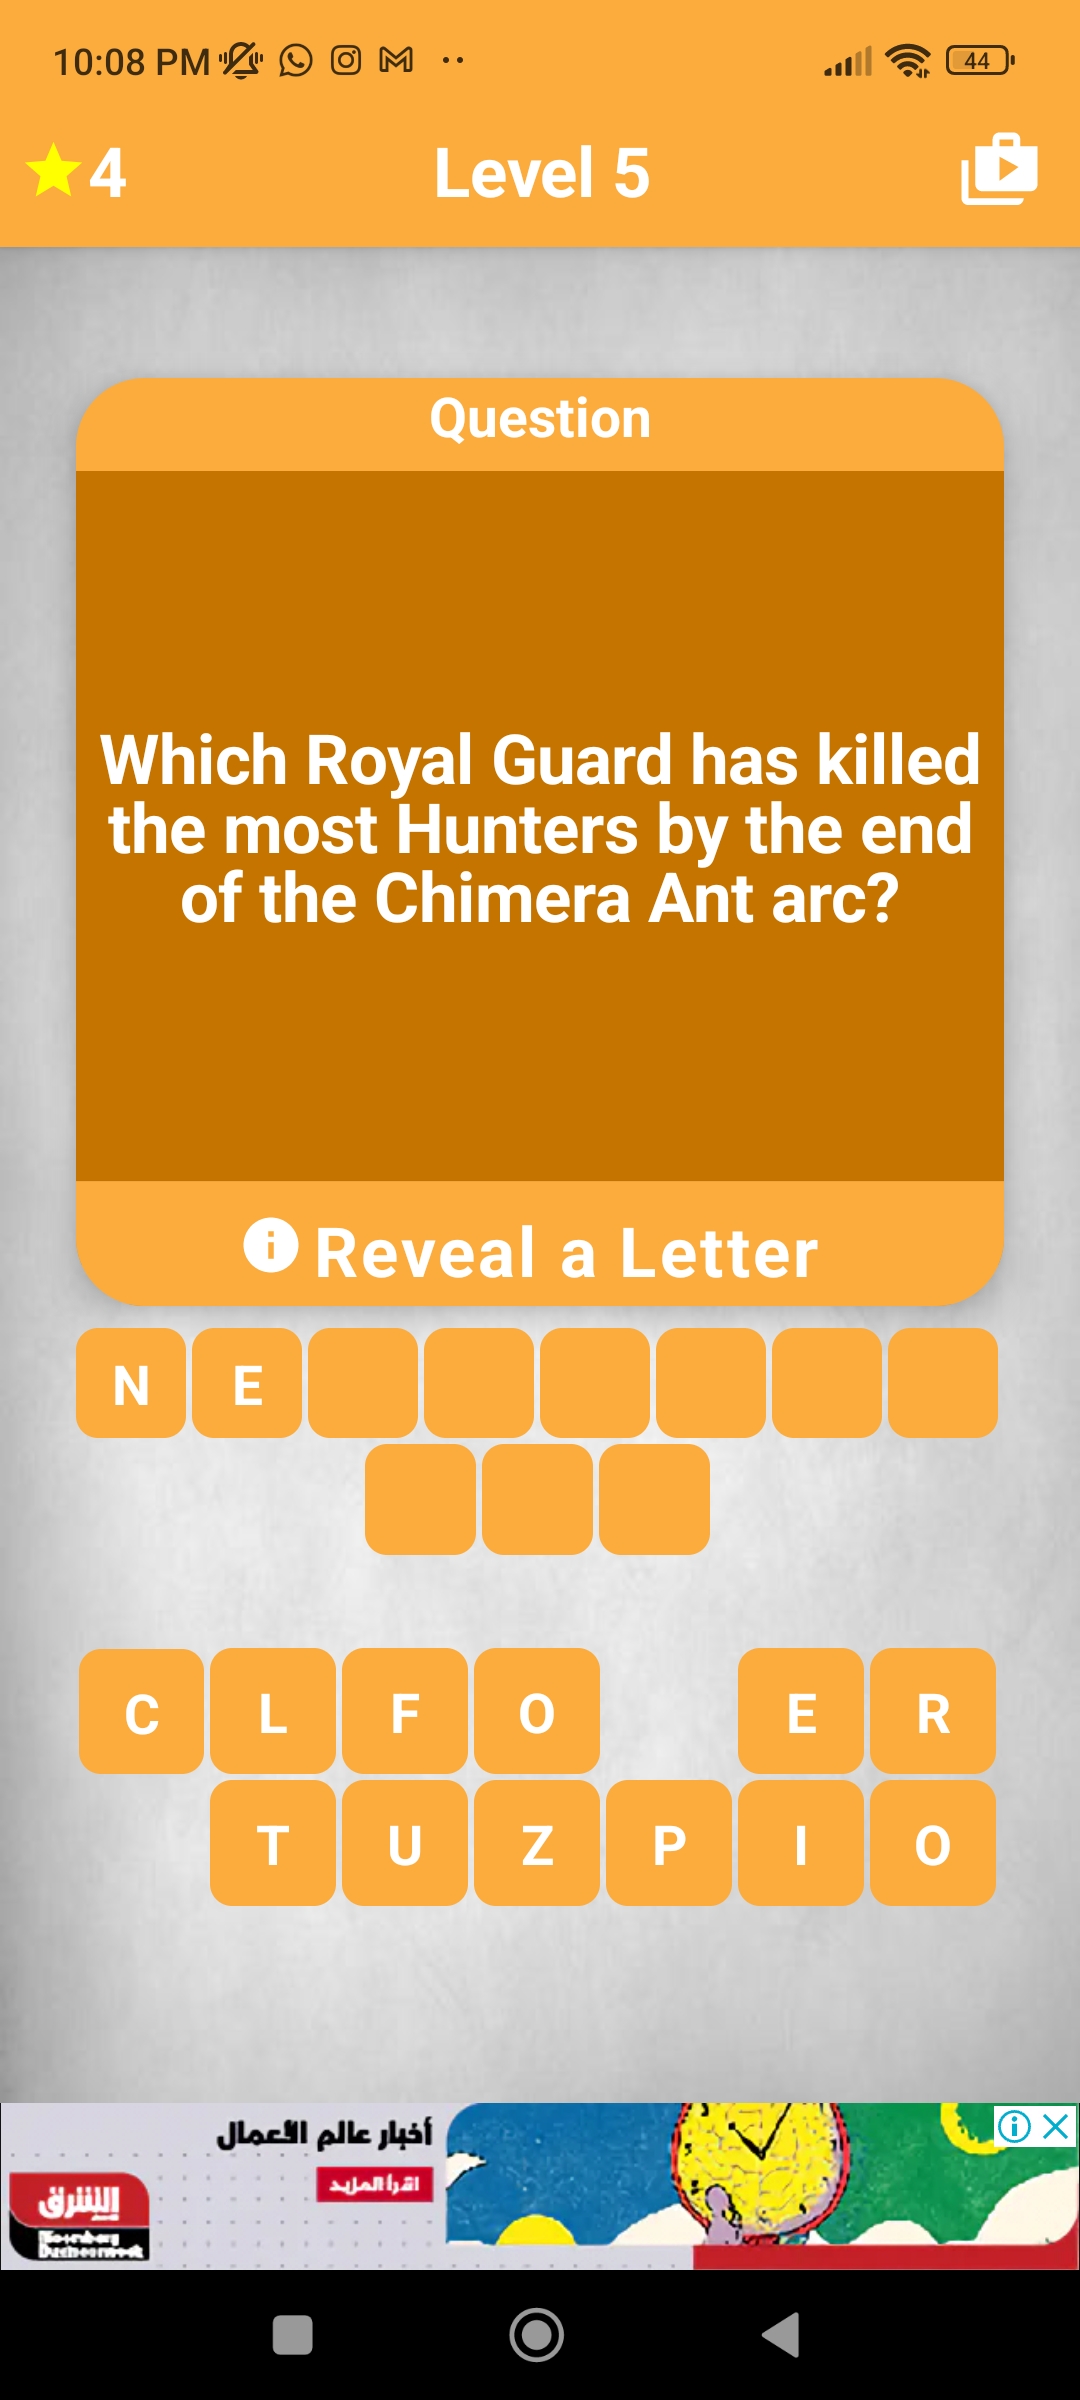 10:08 PM
44
4
Level 5
Question
Which Royal Guard has killed
the most Hunters by the end
of the Chimera Ant arc?
i Reveal a Letter
N E
C L F O E R
T U Z P I O
أخبار عالم الأعمال
اقرأ المزيد
الشرق
Bloomberg
Businessweek